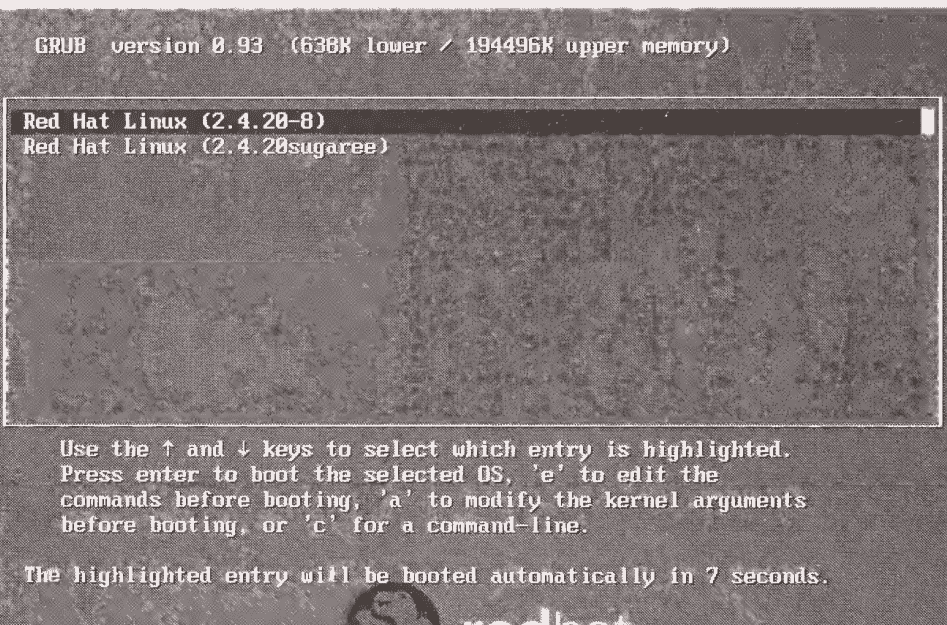 GRUB version 0.93 (638K lower / 194496K upper memory)
Red Hat Linux (2.4.20-8)
Red Hat Linux (2.4.20sugaree)
Use the ↑ and ↓ keys to select which entry is highlighted.
Press enter to boot the selected OS, 'e' to edit the
commands before booting, 'a' to modify the kernel arguments
before booting, or 'c' for a command-line.
The highlighted entry will be booted automatically in 7 seconds.
redhat